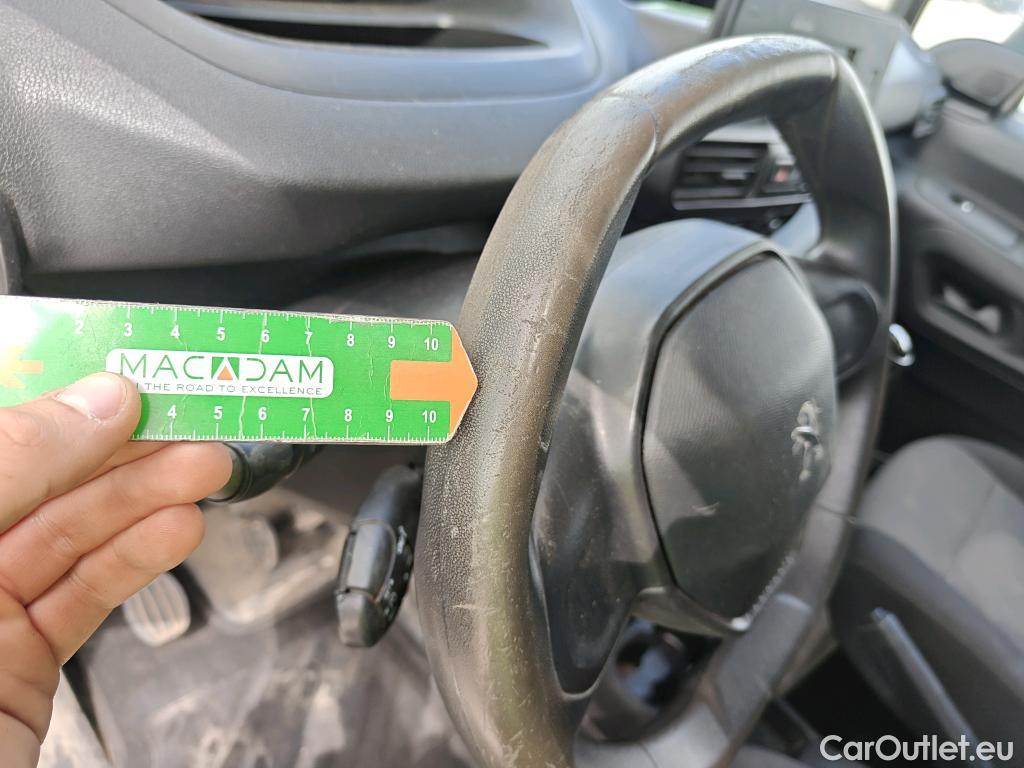 2 3 4 5 6 7 8 9 10
MACADAM
THE ROAD TO EXCELLENCE
4 5 6 7 8 9 10
CarOutlet.eu